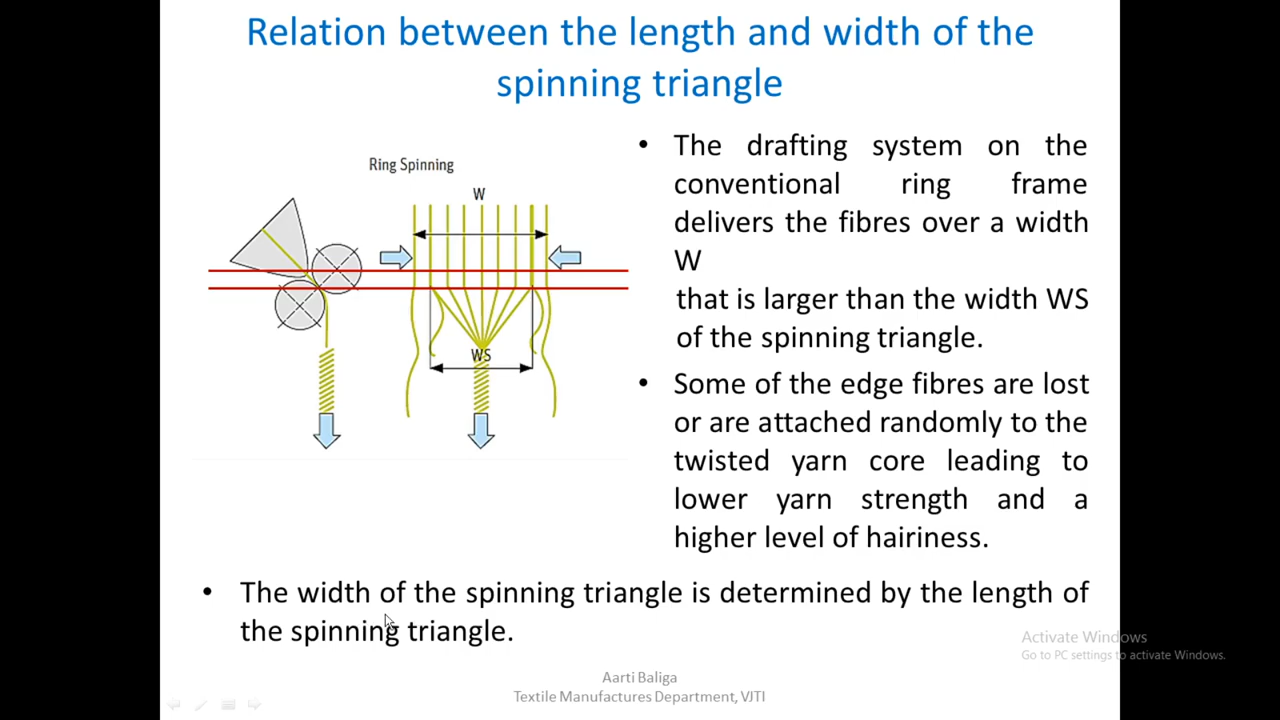 Relation between the length and width of the
spinning triangle
Ring Spinning
W
WS
• The drafting system on the
conventional ring frame
delivers the fibres over a width
W
that is larger than the width WS
of the spinning triangle.
• Some of the edge fibres are lost
or are attached randomly to the
twisted yarn core leading to
lower yarn strength and a
higher level of hairiness.
• The width of the spinning triangle is determined by the length of
the spinning triangle.
Activate Windows
Go to PC settings to activate Windows.
Aarti Baliga
Textile Manufactures Department, VJTI